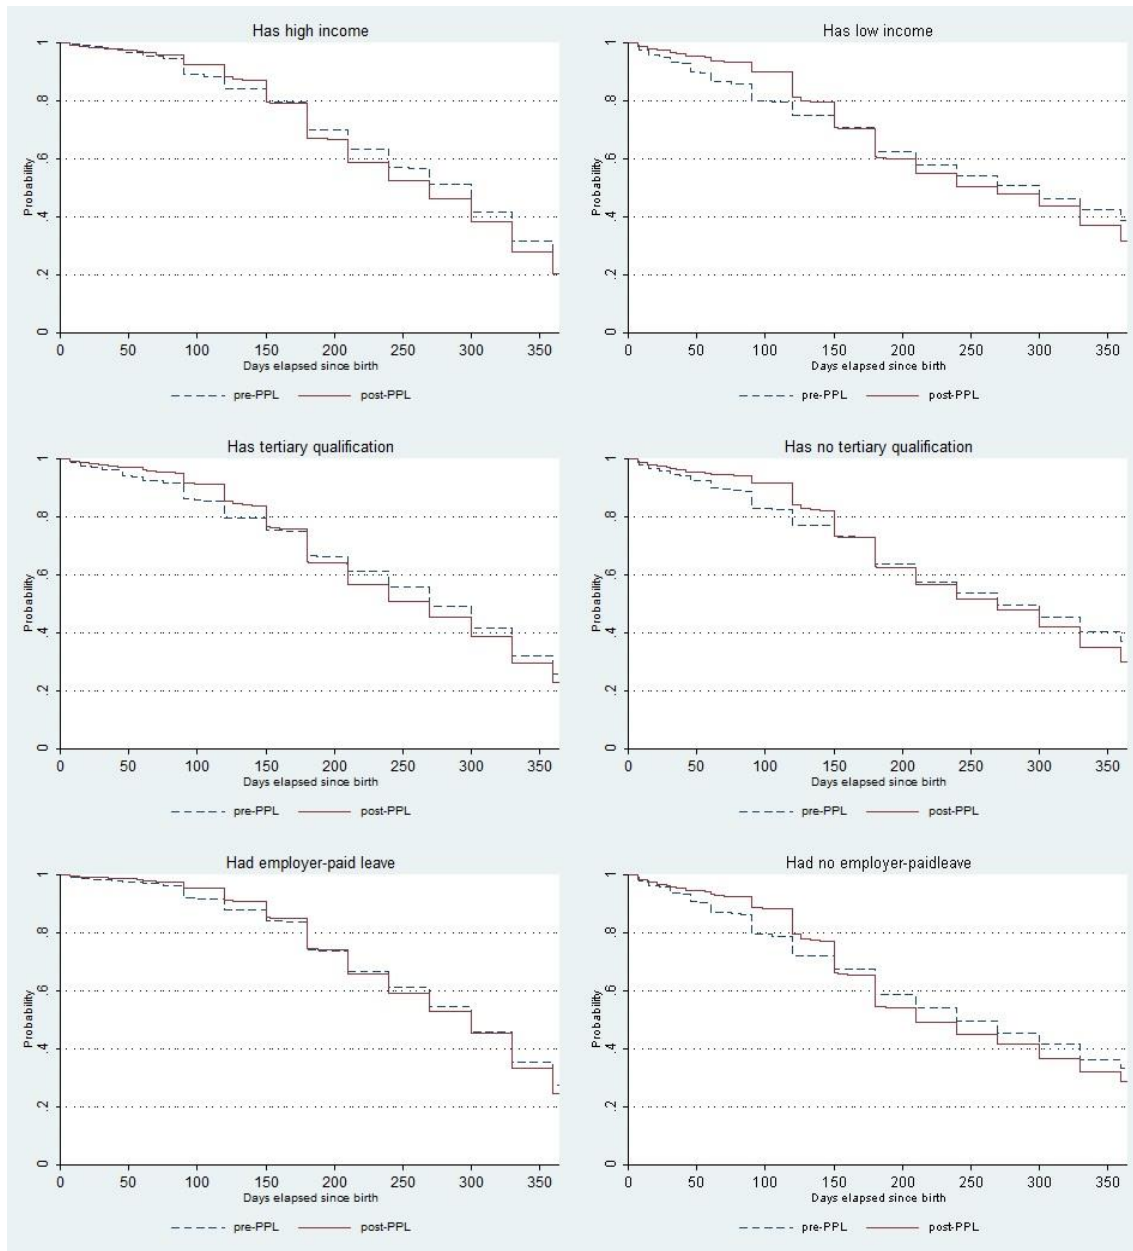 Has high income
Probability
1
.8
.6
.4
.2
0
0 50 100 150 200 250 300 350
Days elapsed since birth
pre-PPL post-PPL
Has low income
Probability
1
.8
.6
.4
.2
0
0 50 100 150 200 250 300 350
Days elapsed since birth
pre-PPL post-PPL
Has tertiary qualification
Probability
1
.8
.6
.4
.2
0
0 50 100 150 200 250 300 350
Days elapsed since birth
pre-PPL post-PPL
Has no tertiary qualification
Probability
1
.8
.6
.4
.2
0
0 50 100 150 200 250 300 350
Days elapsed since birth
pre-PPL post-PPL
Had employer-paid leave
Probability
1
.8
.6
.4
.2
0
0 50 100 150 200 250 300 350
Days elapsed since birth
pre-PPL post-PPL
Had no employer-paidleave
Probability
1
.8
.6
.4
.2
0
0 50 100 150 200 250 300 350
Days elapsed since birth
pre-PPL post-PPL